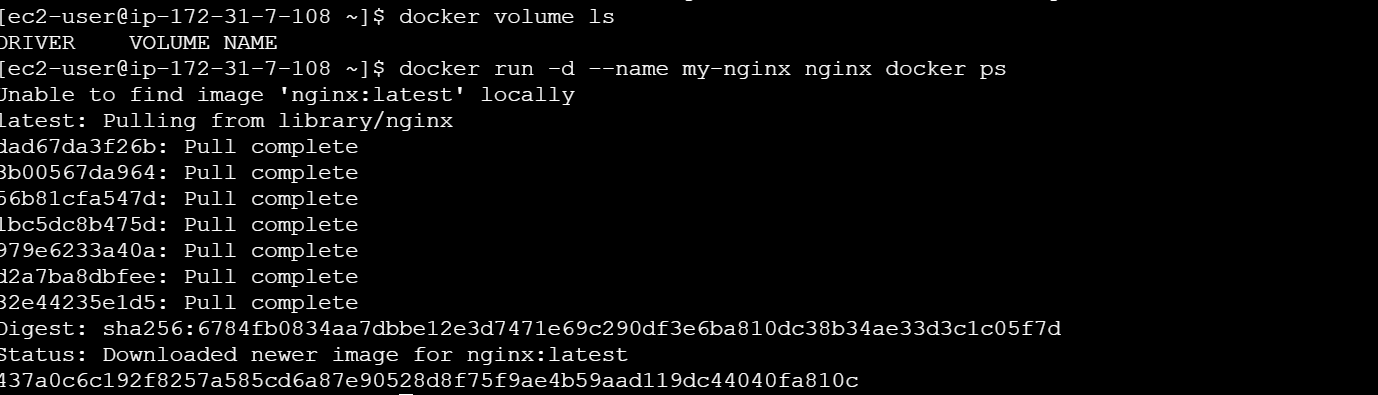 [ec2-user@ip-172-31-7-108 ~]$ docker volume ls
DRIVER    VOLUME NAME
[ec2-user@ip-172-31-7-108 ~]$ docker run -d --name my-nginx nginx docker ps
Unable to find image 'nginx:latest' locally
latest: Pulling from library/nginx
dad67da3f26b: Pull complete
3b00567da964: Pull complete
56b81cfa547d: Pull complete
1bc5dc8b475d: Pull complete
979e6233a40a: Pull complete
d2a7ba8dbfee: Pull complete
32e44235e1d5: Pull complete
Digest: sha256:6784fb0834aa7dbbe12e3d7471e69c290df3e6ba810dc38b34ae33d3c1c05f7d
Status: Downloaded newer image for nginx:latest
437a0c6c192f8257a585cd6a87e90528d8f75f9ae4b59aad119dc44040fa810c